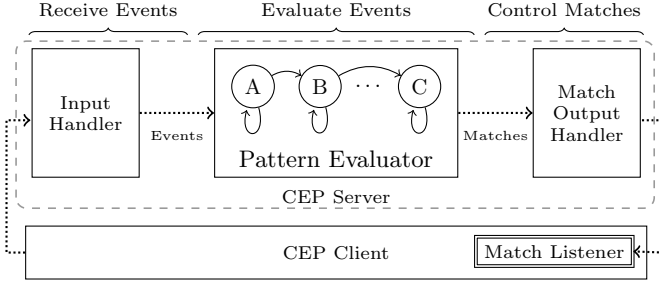 Receive Events
Evaluate Events
Control Matches
Input
Handler
Events
A
B
...
C
Pattern Evaluator
Matches
Match
Output
Handler
CEP Server
CEP Client
Match Listener